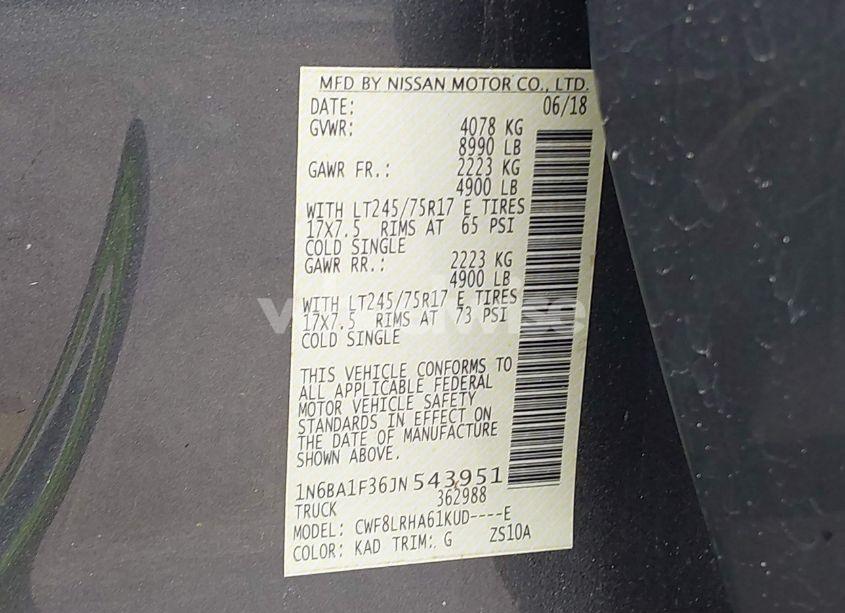 MFD BY NISSAN MOTOR CO., LTD.
DATE: 06/18
GVWR: 4078 KG
8990 LB
GAWR FR.: 2223 KG
4900 LB
WITH LT245/75R17 E TIRES
17X7.5 RIMS AT 65 PSI
COLD SINGLE
GAWR RR.: 2223 KG
4900 LB
WITH LT245/75R17 E TIRES
17X7.5 RIMS AT 73 PSI
COLD SINGLE
THIS VEHICLE CONFORMS TO
ALL APPLICABLE FEDERAL
MOTOR VEHICLE SAFETY
STANDARDS IN EFFECT ON
THE DATE OF MANUFACTURE
SHOWN ABOVE.
1N6BA1F36JN543951
TRUCK 362988
MODEL: CWF8LRHA61KUD----E
COLOR: KAD TRIM: G ZS10A